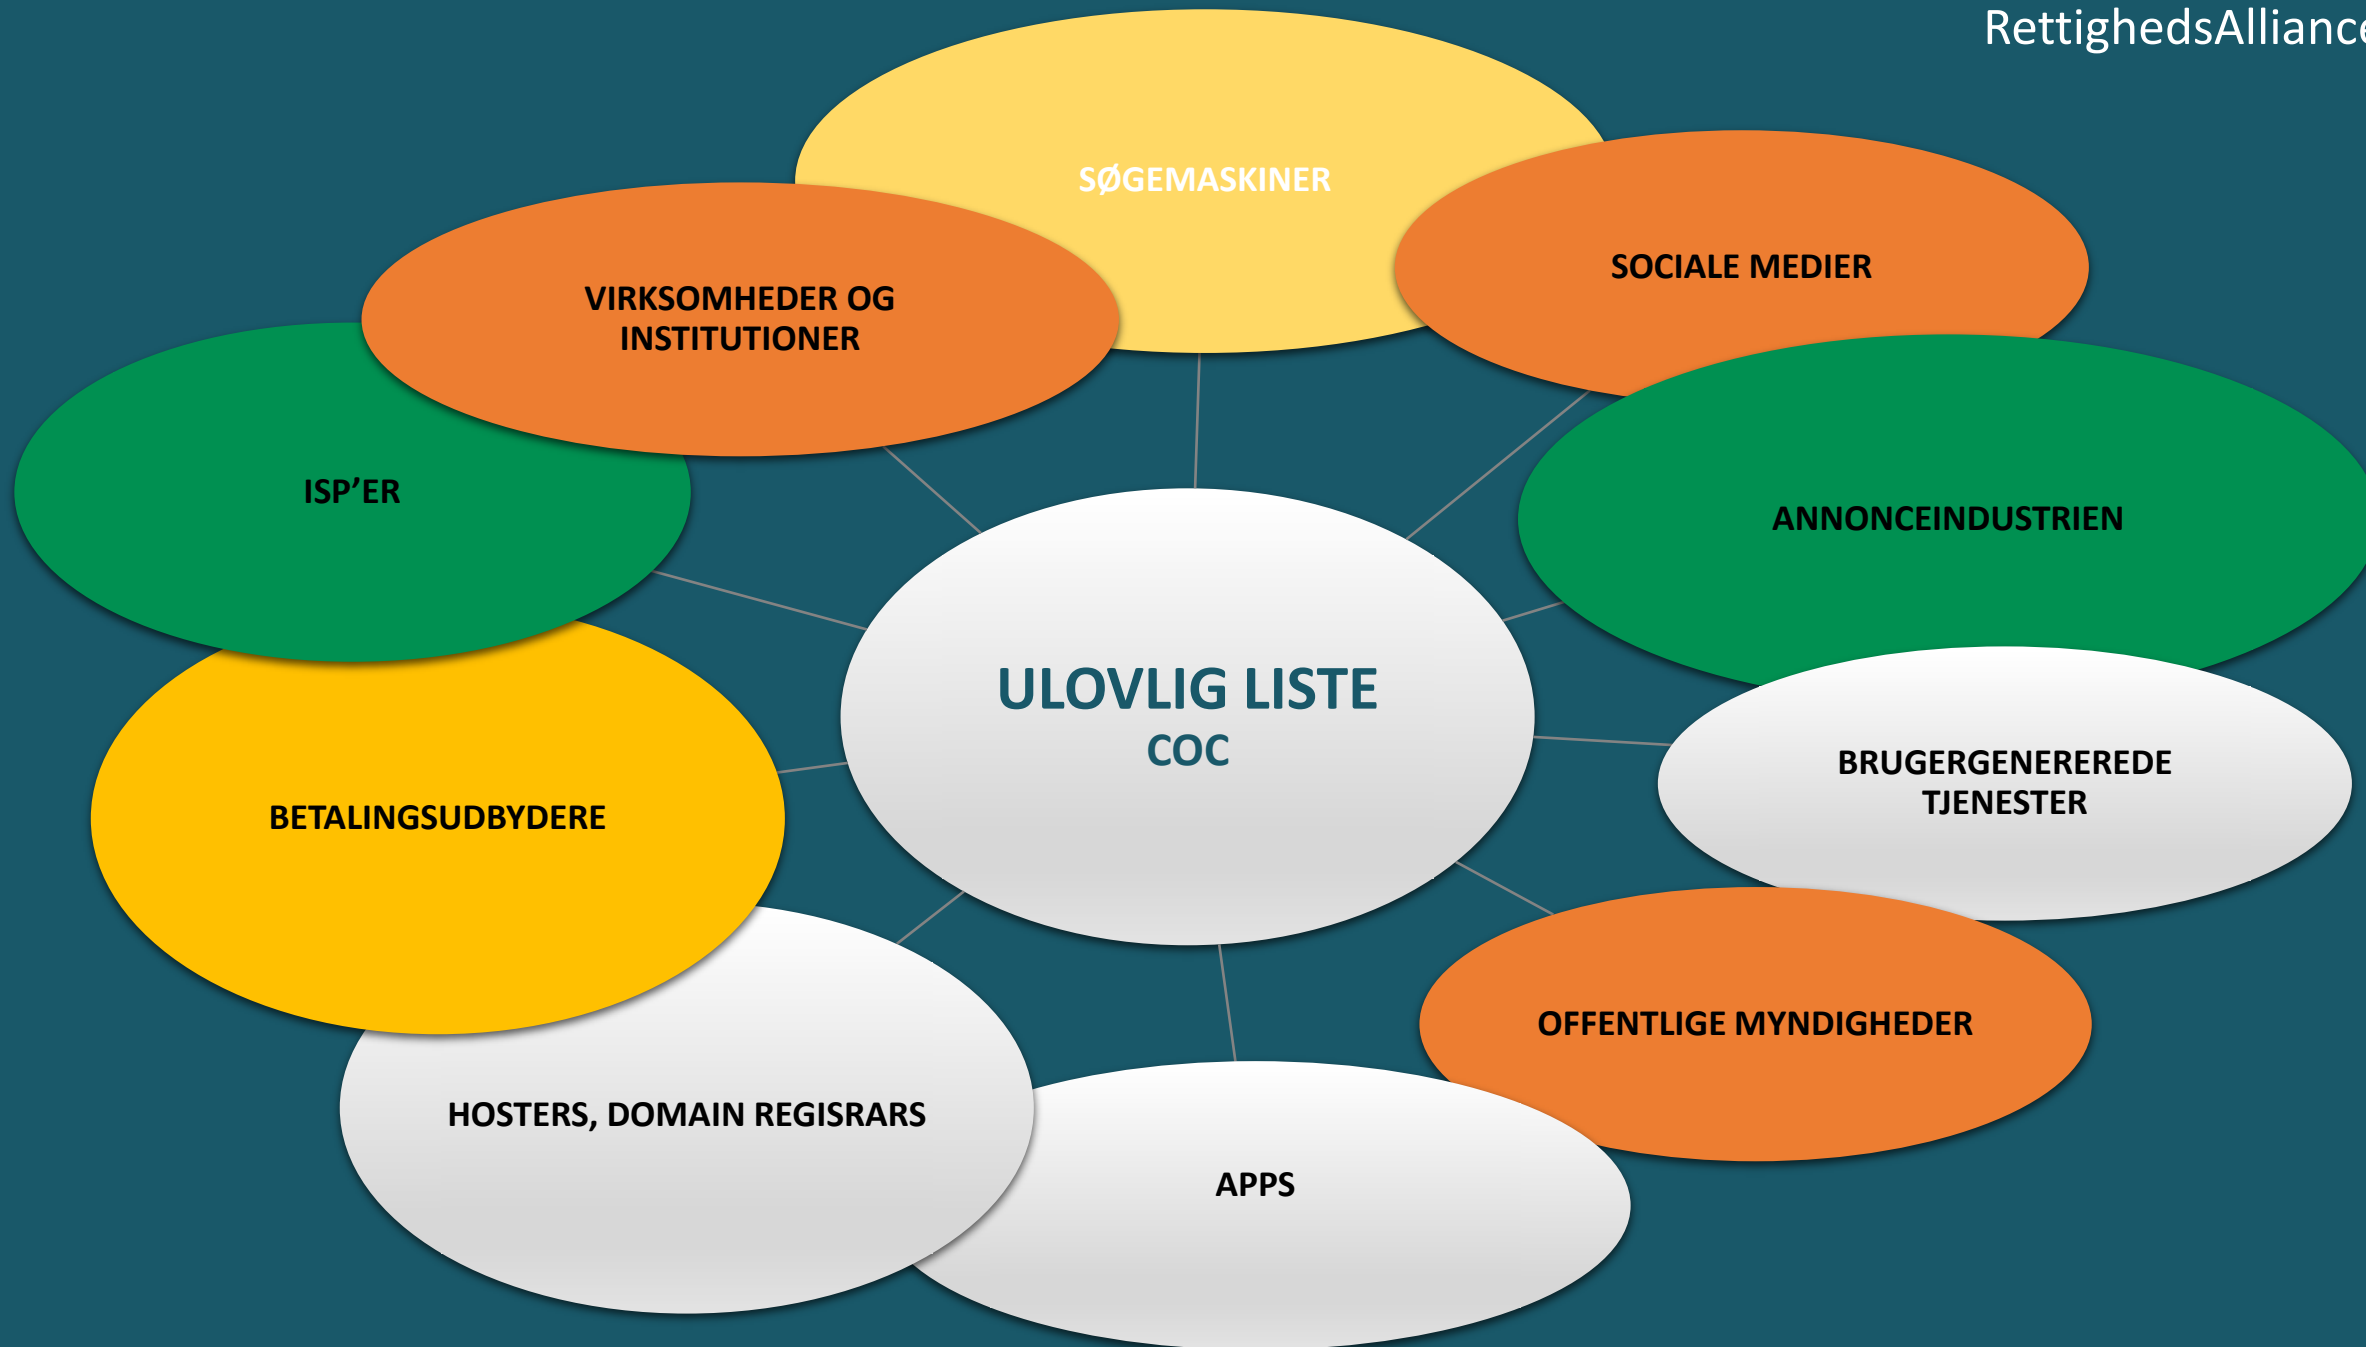 RettighedsAlliance
SØGEMASKINER
SOCIALE MEDIER
VIRKSOMHEDER OG
INSTITUTIONER
ISP’ER
ANNONCEINDUSTRIEN
ULOVLIG LISTE
COC
BRUGERGENEREREDE
TJENESTER
BETALINGSUDBYDERE
OFFENTLIGE MYNDIGHEDER
HOSTERS, DOMAIN REGISRARS
APPS